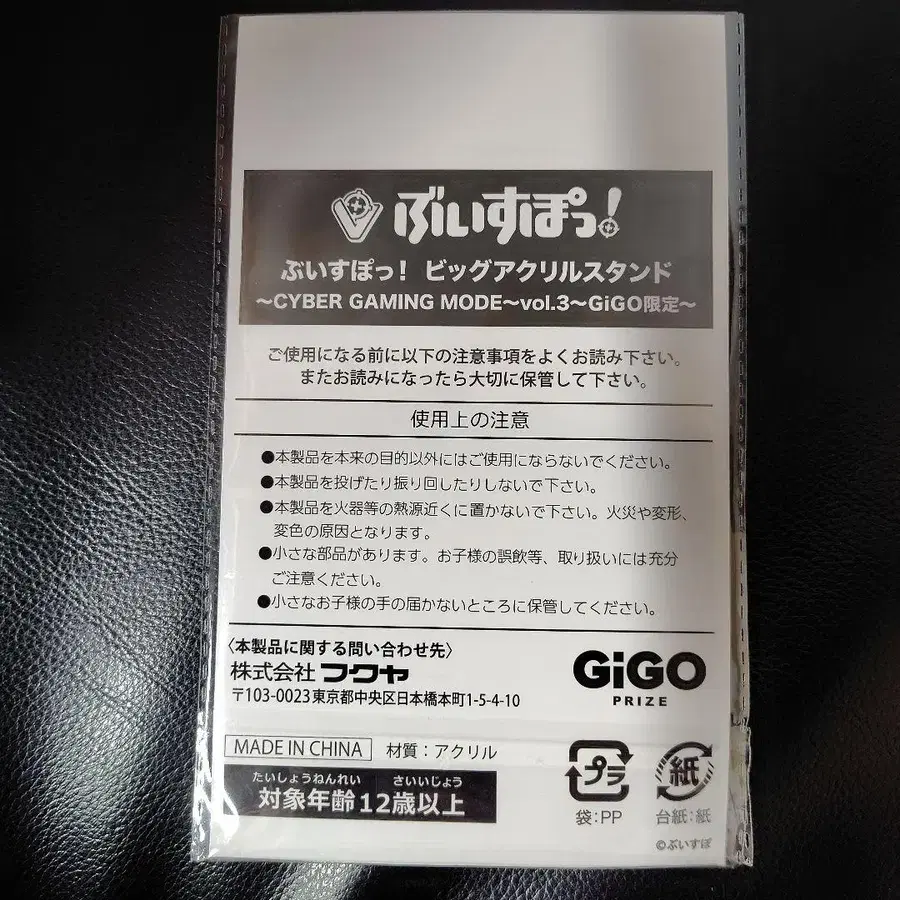 ぶいすぽっ!
ぶいすぽっ! ビッグアクリルスタンド
～CYBER GAMING MODE～vol.3～GiGO限定～
ご使用になる前に以下の注意事項をよくお読み下さい。
またお読みになったら大切に保管して下さい。
使用上の注意
●本製品を本来の目的以外にはご使用にならないでください。
●本製品を投げたり振り回したりしないで下さい。
●本製品を火器等の熱源近くに置かないで下さい。火災や変形、
変色の原因となります。
●小さな部品があります。お子様の誤飲等、取り扱いには充分
ご注意ください。
●小さなお子様の手の届かないところに保管してください。
〈本製品に関する問い合わせ先〉
株式会社 フクヤ
〒103-0023東京都中央区日本橋本町1-5-4-10
GiGO
PRIZE
MADE IN CHINA 材質：アクリル
たいしょうねんれい さいいじょう
対象年齢12歳以上
プラ
袋:PP
紙
台紙:紙
©ぶいすぽ